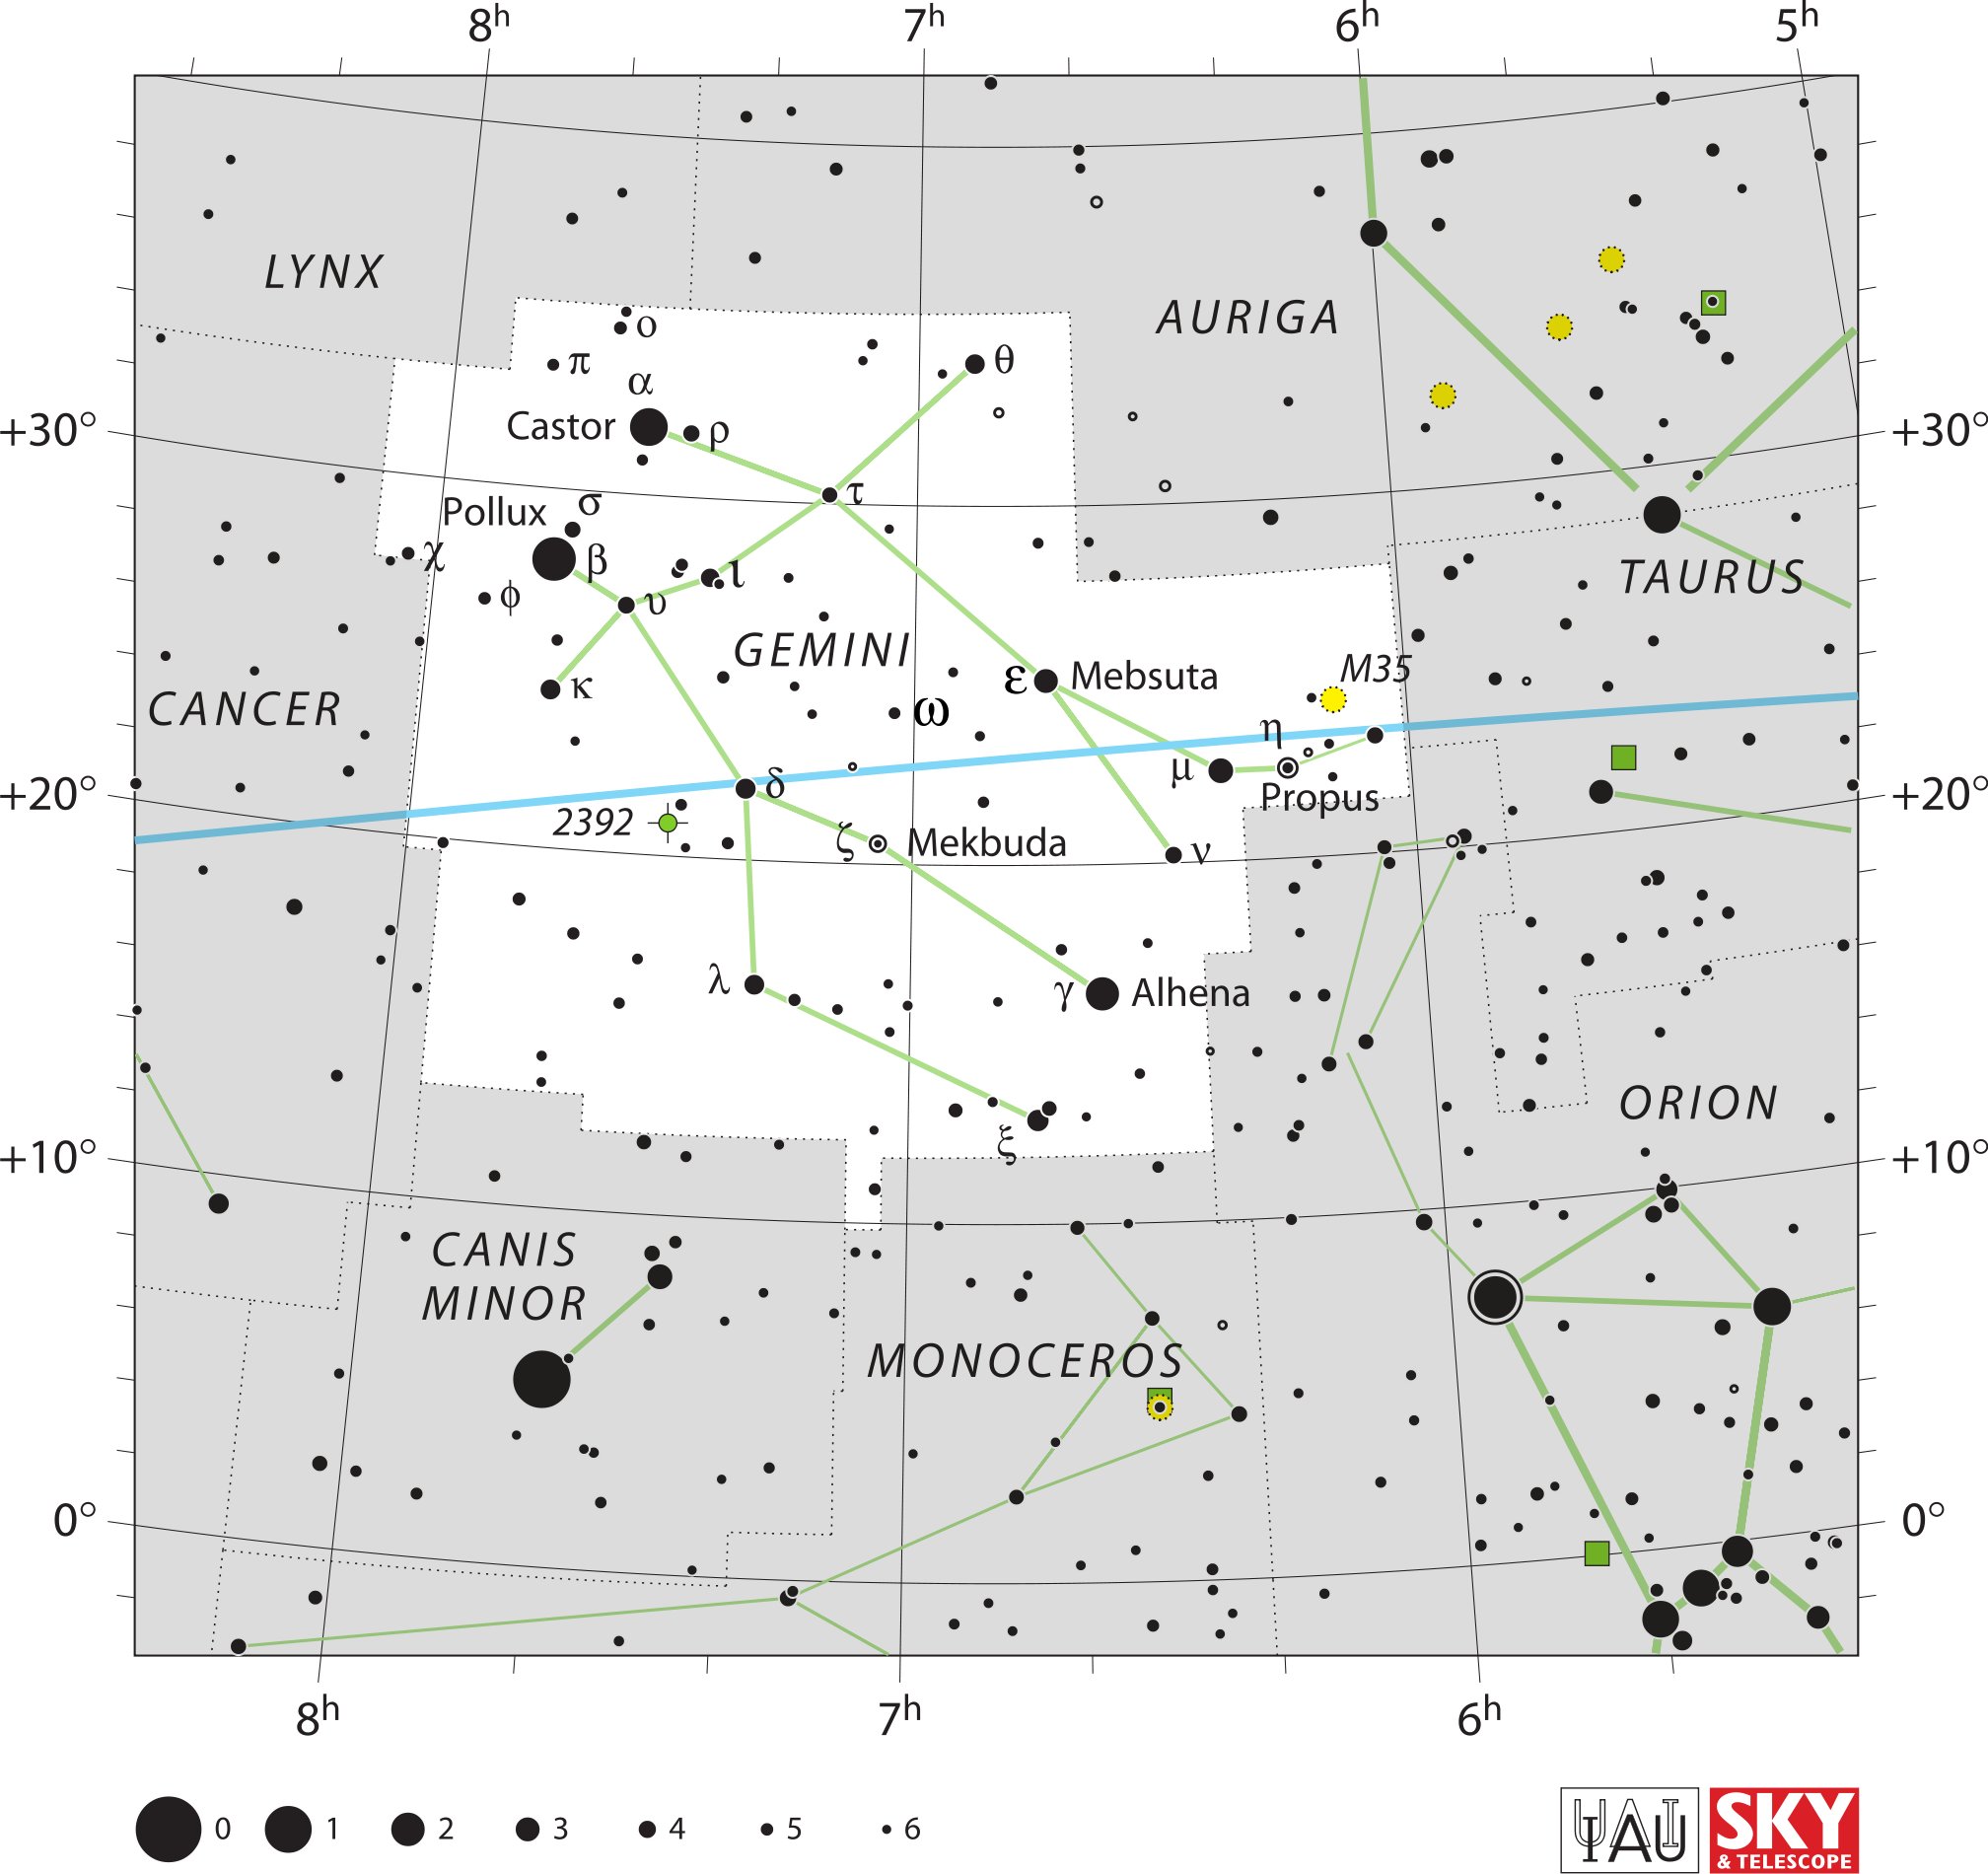 8h 7h 6h 5h
LYNX
AURIGA
ο
π
θ
α
Castor
ρ
+30°
+30°
τ
σ
Pollux
β
χ
ι
TAURUS
φ
υ
GEMINI
M35
ε
Mebsuta
κ
CANCER
ω
η
μ
δ
Propus
+20°
+20°
2392
ζ
Mekbuda
ν
λ
γ
Alhena
ORION
ξ
+10°
+10°
CANIS
MINOR
MONOCEROS
0°
0°
8h 7h 6h
0 1 2 3 4 5 6
IAU
SKY
& TELESCOPE